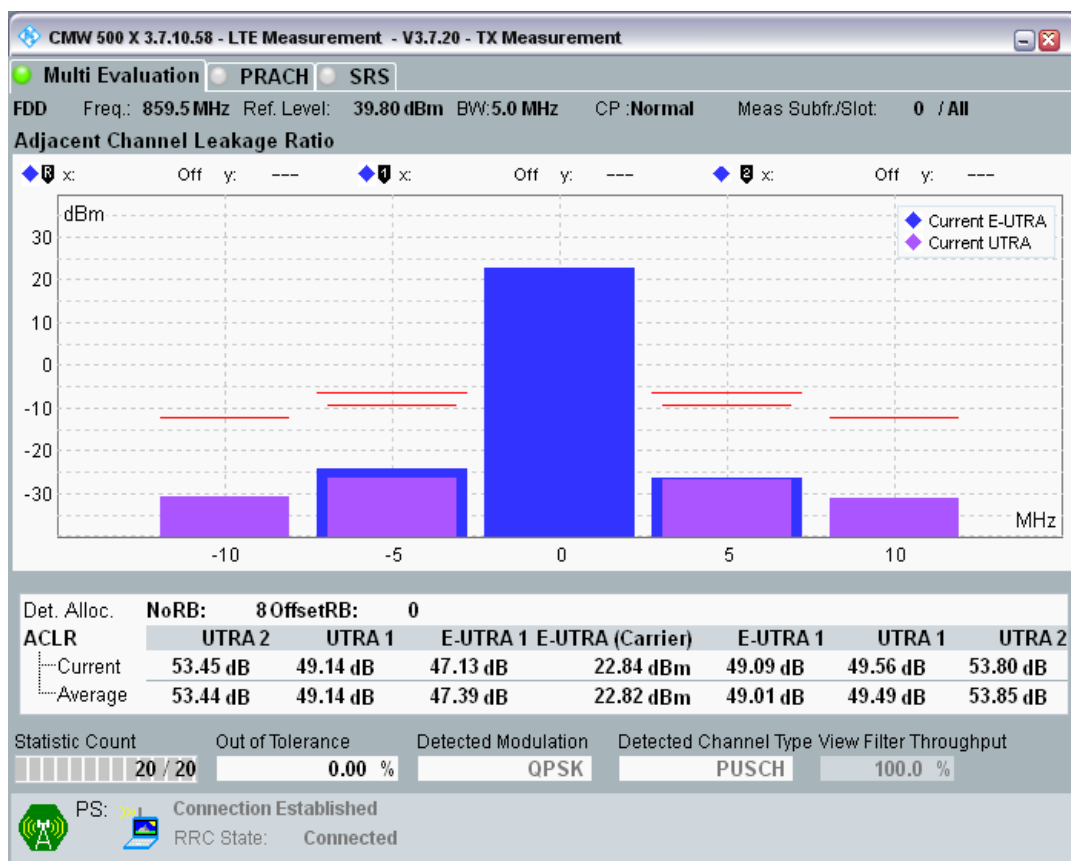 CMW 500 X 3.7.10.58 - LTE Measurement - V3.7.20 - TX Measurement
Multi Evaluation PRACH SRS
FDD Freq.: 859.5 MHz Ref. Level: 39.80 dBm BW:5.0 MHz CP :Normal Meas Subfr./Slot: 0 / All
Adjacent Channel Leakage Ratio
R x: Off y: --- 1 x: Off y: --- 2 x: Off y: ---
dBm
Current E-UTRA
Current UTRA
30
20
10
0
-10
-20
-30
MHz
-10 -5 0 5 10
Det. Alloc. NoRB: 8 OffsetRB: 0
ACLR UTRA 2 UTRA 1 E-UTRA 1 E-UTRA (Carrier) E-UTRA 1 UTRA 1 UTRA 2
Current 53.45 dB 49.14 dB 47.13 dB 22.84 dBm 49.09 dB 49.56 dB 53.80 dB
Average 53.44 dB 49.14 dB 47.39 dB 22.82 dBm 49.01 dB 49.49 dB 53.85 dB
Statistic Count Out of Tolerance Detected Modulation Detected Channel Type View Filter Throughput
20 / 20 0.00 % QPSK PUSCH 100.0 %
PS: Connection Established
RRC State: Connected